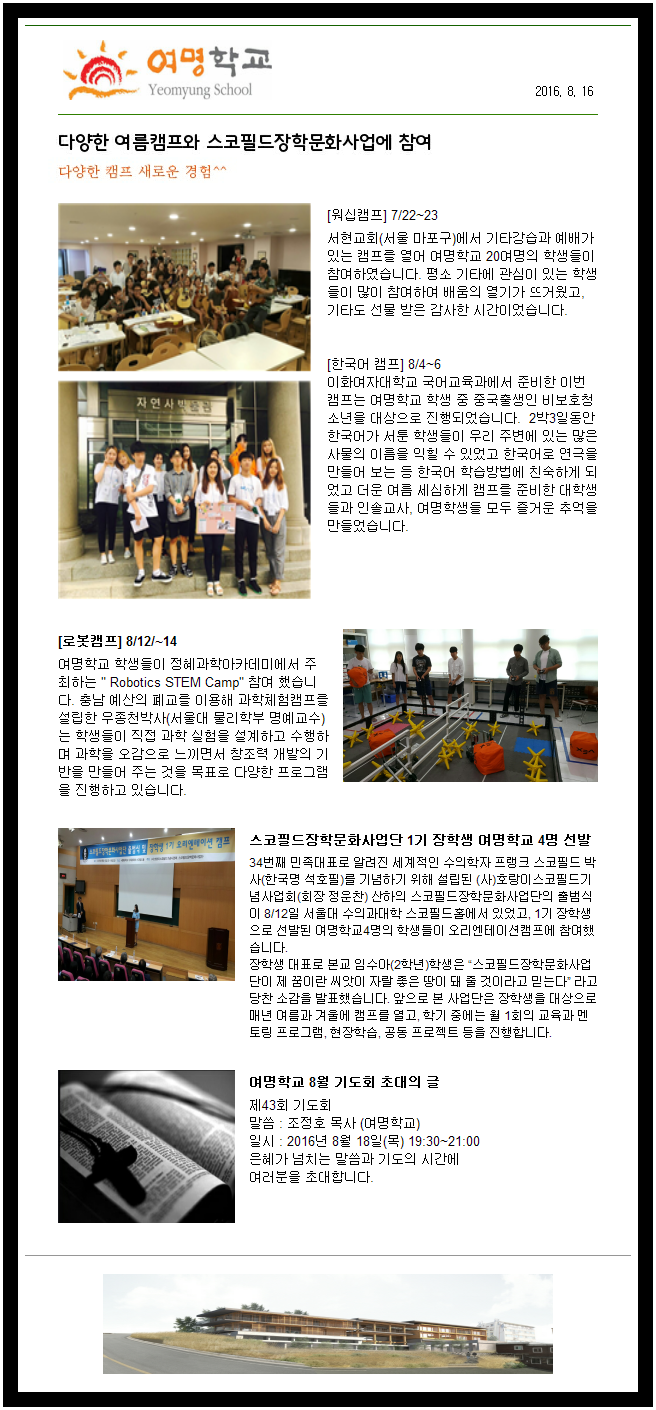 여명학교
Yeomyung School
2016, 8, 16
다양한 여름캠프와 스코필드장학문화사업에 참여
다양한 캠프 새로운 경험^^
[워십캠프] 7/22~23
서현교회(서울 마포구)에서 기타강습과 예배가
있는 캠프를 열어 여명학교 20여명의 학생들이
참여하였습니다. 평소 기타에 관심이 있는 학생
들이 많이 참여하며 배움의 열기가 뜨거웠고,
기타도 선물 받은 감사한 시간이었습니다.
[한국어 캠프] 8/4~6
이화여자대학교 국어교육과에서 준비한 이번
캠프는 여명학교 학생 중 중국출생인 비보호청
소년을 대상으로 진행되었습니다.  2박3일동안
한국어가 서툰 학생들이 우리 주변에 있는 많은
사물의 이름을 익힐 수 있었고 한국어로 연극을
만들어 보는 등 한국어 학습방법에 친숙하게 되
었고 더운 여름 세심하게 캠프를 준비한 대학생
들과 인솔교사, 여명학생들 모두 즐거운 추억을
만들었습니다.
자연사박물관
[로봇캠프] 8/12/~14
여명학교 학생들이 정혜과학아카데미에서 주
최하는 " Robotics STEM Camp" 참여 했습니
다. 충남 예산의 폐교를 이용해 과학체험캠프를
설립한 우종천박사(서울대 물리학부 명예교수)
는 학생들이 직접 과학 실험을 설계하고 수행하
며 과학을 오감으로 느끼면서 창조력 개발의 기
반을 만들어 주는 것을 목표로 다양한 프로그램
을 진행하고 있습니다.
스코필드장학문화사업단 출범식 및 장학생 1기 오리엔테이션 캠프
스코필드장학문화사업단 1기 장학생 여명학교 4명 선발
34번째 민족대표로 알려진 세계적인 수의학자 프랭크 스코필드 박
사(한국명 석호필)를 기념하기 위해 설립된 (사)호랑이스코필드기
념사업회(회장 정운찬) 산하의 스코필드장학문화사업단의 출범식
이 8/12일 서울대 수의과대학 스코필드홀에서 있었고, 1기 장학생
으로 선발된 여명학교4명의 학생들이 오리엔테이션캠프에 참여했
습니다.
장학생 대표로 본교 임수아(2학년)학생은 “스코필드장학문화사업
단이 제 꿈이란 씨앗이 자랄 좋은 땅이 돼 줄 것이라고 믿는다” 라고
당찬 소감을 발표했습니다. 앞으로 본 사업단은 장학생을 대상으로
매년 여름과 겨울에 캠프를 열고, 학기 중에는 월 1회의 교육과 멘
토링 프로그램, 현장학습, 공동 프로젝트 등을 진행합니다.
여명학교 8월 기도회 초대의 글
제43회 기도회
말씀 : 조정호 목사 (여명학교)
일시 : 2016년 8월 18일(목) 19:30~21:00
은혜가 넘치는 말씀과 기도의 시간에
여러분을 초대합니다.